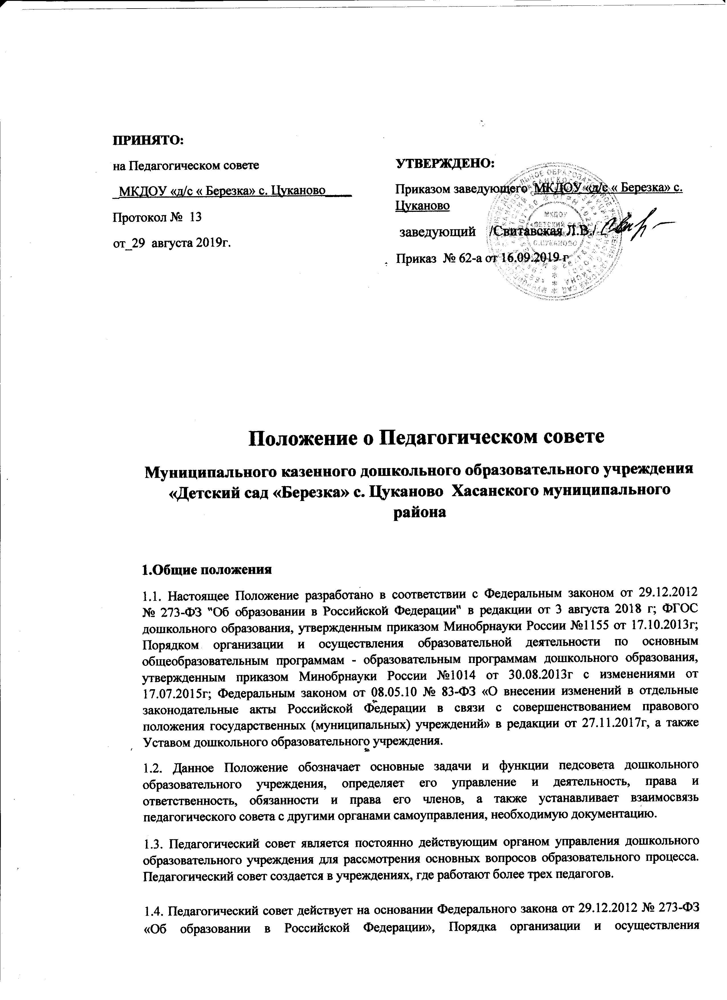 ПРИНЯТО:
на Педагогическом совете
_МКДОУ «д/с « Березка» с. Цуканово____
Протокол № 13
от_29 августа 2019г.
УТВЕРЖДЕНО:
Приказом заведующего МКДОУ «д/с « Березка» с.
Цуканово
заведующий /Свитавская Л.В./
Приказ № 62-а от 16.09.2019 г
МКДОУ
«ДЕТСКИЙ САД
С.ЦУКАНОВО
Положение о Педагогическом совете
Муниципального казенного дошкольного образовательного учреждения
«Детский сад «Березка» с. Цуканово Хасанского муниципального
района
1.Общие положения
1.1. Настоящее Положение разработано в соответствии с Федеральным законом от 29.12.2012
№ 273-ФЗ "Об образовании в Российской Федерации" в редакции от 3 августа 2018 г; ФГОС
дошкольного образования, утвержденным приказом Минобрнауки России №1155 от 17.10.2013г;
Порядком организации и осуществления образовательной деятельности по основным
общеобразовательным программам - образовательным программам дошкольного образования,
утвержденным приказом Минобрнауки России №1014 от 30.08.2013г с изменениями от
17.07.2015г; Федеральным законом от 08.05.10 № 83-ФЗ «О внесении изменений в отдельные
законодательные акты Российской Федерации в связи с совершенствованием правового
положения государственных (муниципальных) учреждений» в редакции от 27.11.2017г, а также
Уставом дошкольного образовательного учреждения.
1.2. Данное Положение обозначает основные задачи и функции педсовета дошкольного
образовательного учреждения, определяет его управление и деятельность, права и
ответственность, обязанности и права его членов, а также устанавливает взаимосвязь
педагогического совета с другими органами самоуправления, необходимую документацию.
1.3. Педагогический совет является постоянно действующим органом управления дошкольного
образовательного учреждения для рассмотрения основных вопросов образовательного процесса.
Педагогический совет создается в учреждениях, где работают более трех педагогов.
1.4. Педагогический совет действует на основании Федерального закона от 29.12.2012 № 273-ФЗ
«Об образовании в Российской Федерации», Порядка организации и осуществления